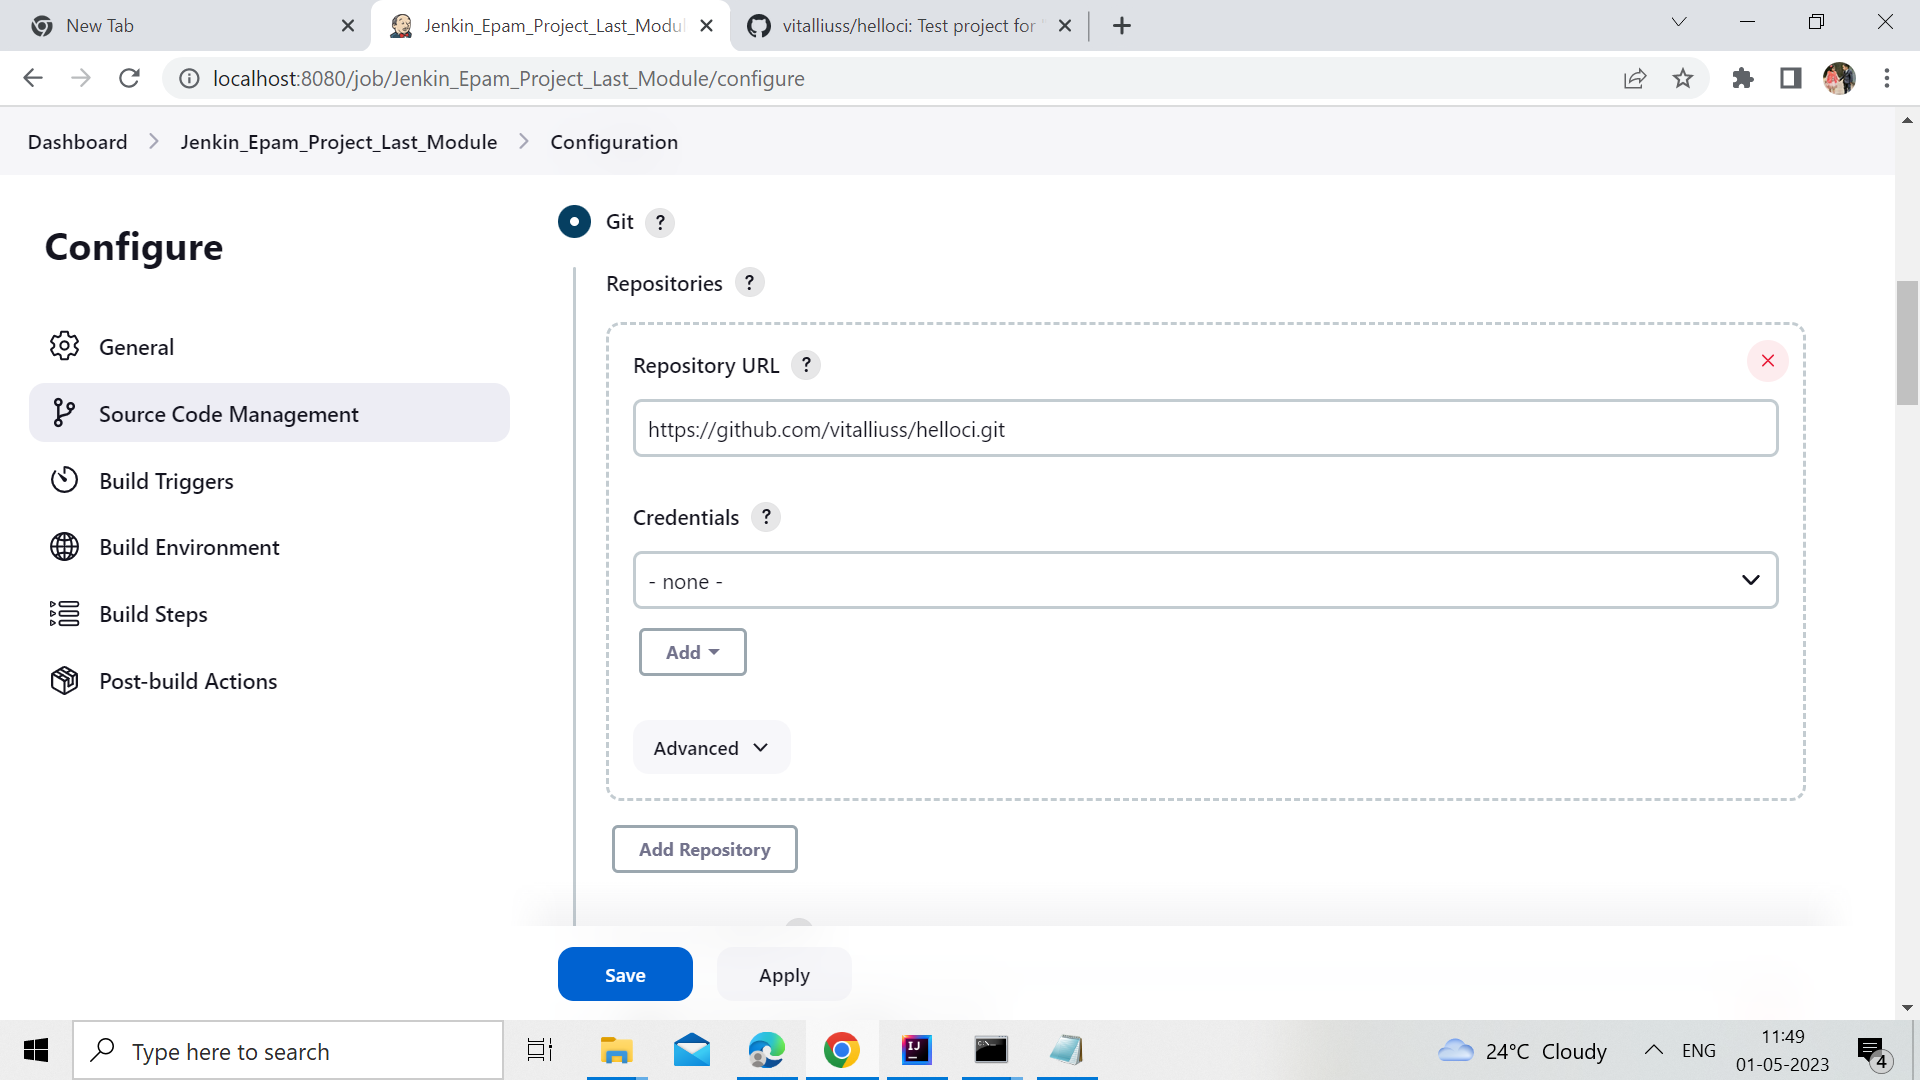 New Tab
Jenkin_Epam_Project_Last_Modul
vitalliuss/helloci: Test project for
localhost:8080/job/Jenkin_Epam_Project_Last_Module/configure
Dashboard
Jenkin_Epam_Project_Last_Module
Configuration
Configure
General
Source Code Management
Build Triggers
Build Environment
Build Steps
Post-build Actions
Git ?
Repositories ?
Repository URL ?
https://github.com/vitalliuss/helloci.git
Credentials ?
- none -
Add
Advanced
Add Repository
Save
Apply
Type here to search
IJ
C:\
24°C Cloudy
ENG
11:49
01-05-2023
4